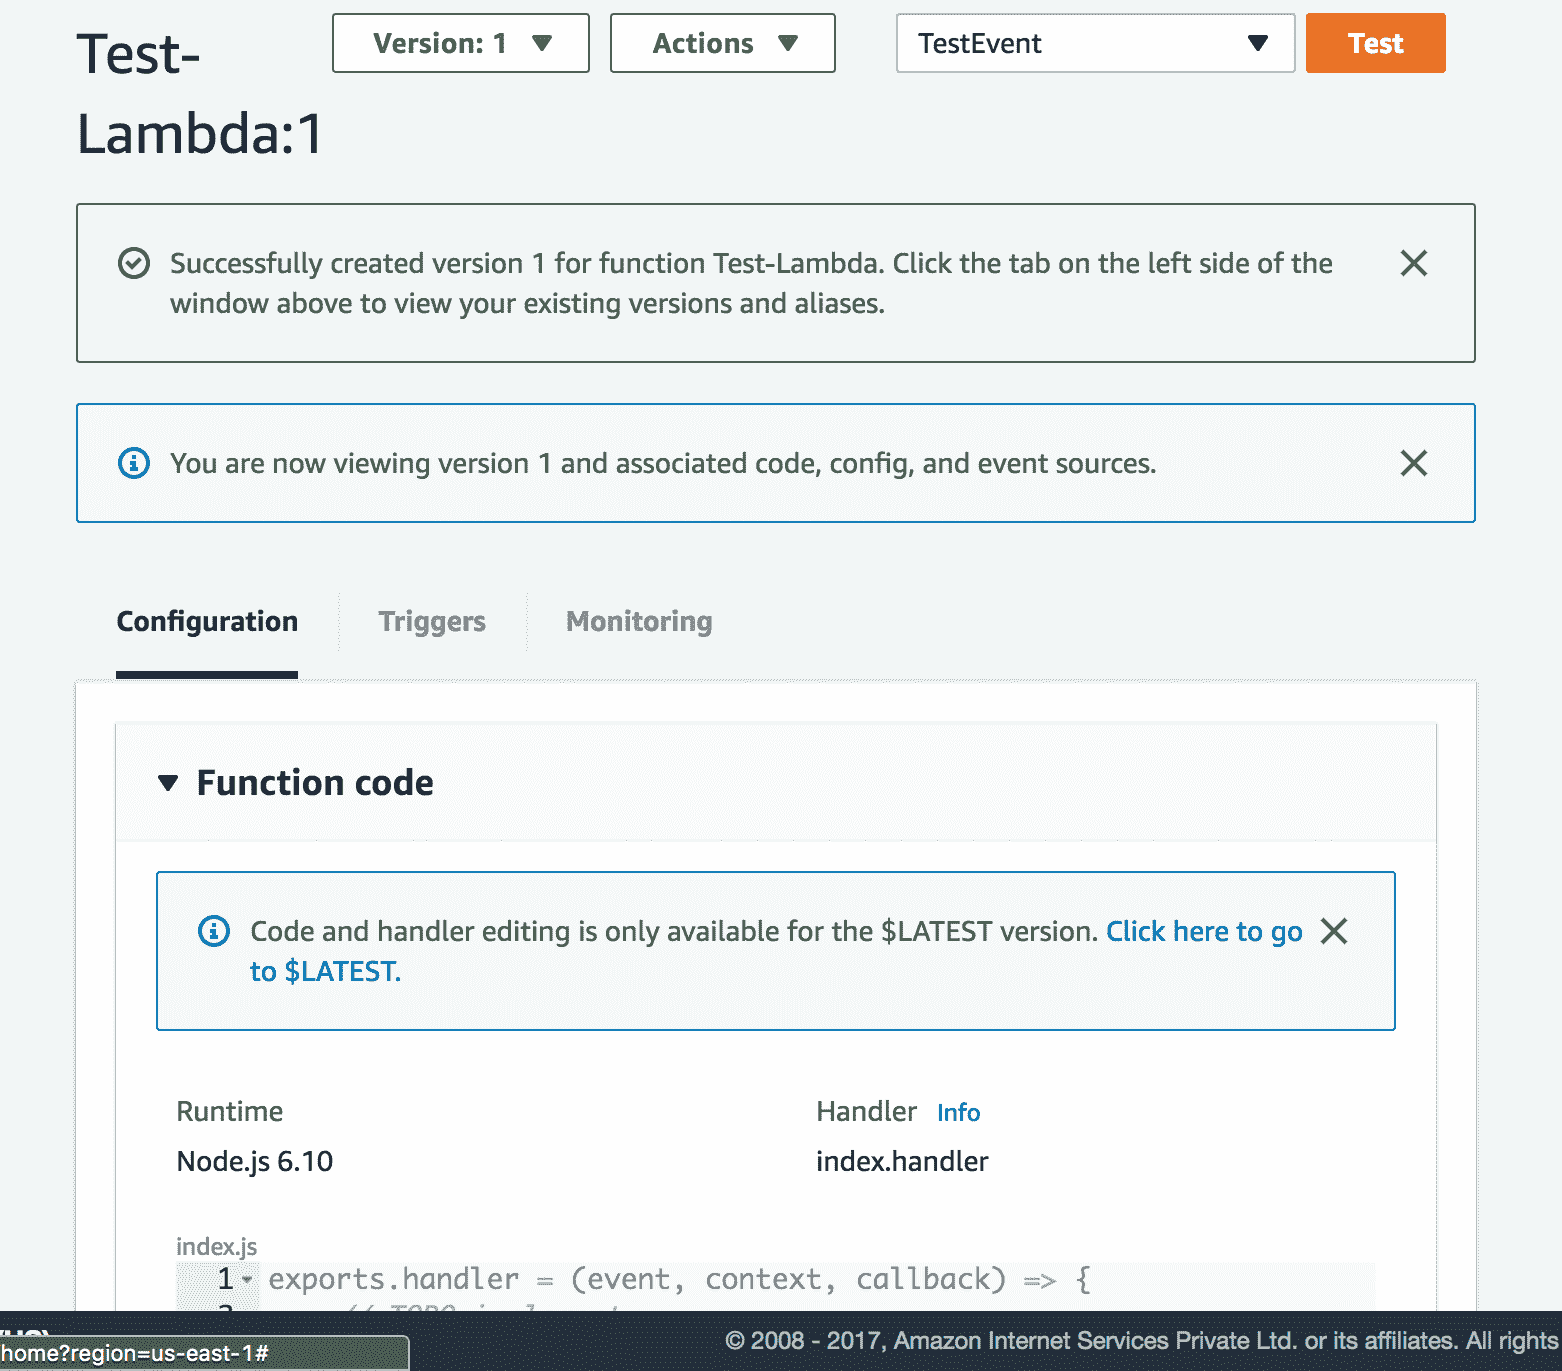 Test-
Lambda:1
Version: 1
Actions
TestEvent
Test
Successfully created version 1 for function Test-Lambda. Click the tab on the left side of the
window above to view your existing versions and aliases.
You are now viewing version 1 and associated code, config, and event sources.
Configuration
Triggers
Monitoring
Function code
Code and handler editing is only available for the $LATEST version. Click here to go
to $LATEST.
Runtime
Node.js 6.10
Handler Info
index.handler
index.js
1 exports.handler = (event, context, callback) => {
// TODO
home?region=us-east-1#
© 2008 - 2017, Amazon Internet Services Private Ltd. or its affiliates. All rights